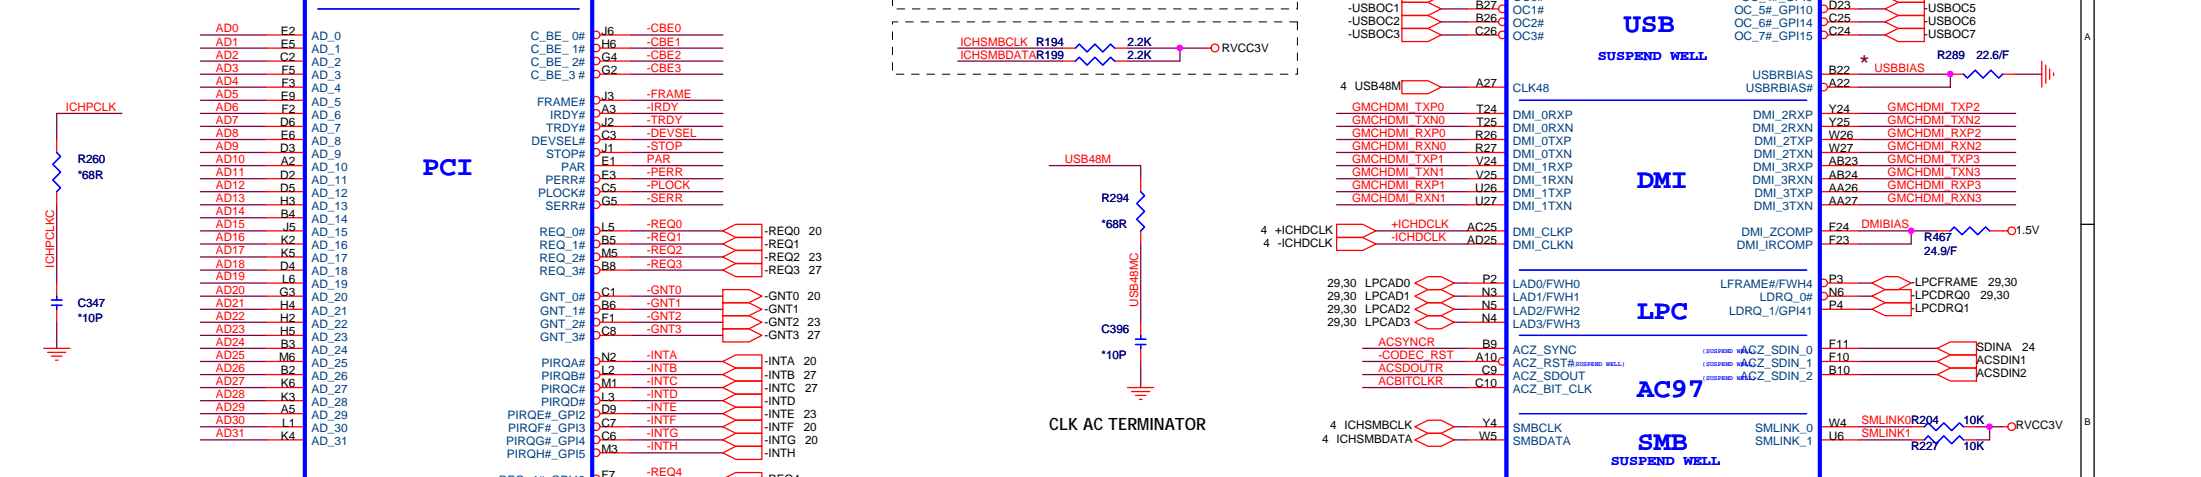 AD0 E2 AD_0
AD1 E5 AD_1
AD2 C2 AD_2
AD3 F5 AD_3
AD4 F3 AD_4
AD5 E9 AD_5
AD6 F2 AD_6
AD7 D6 AD_7
AD8 E6 AD_8
AD9 D3 AD_9
AD10 A2 AD_10
AD11 D2 AD_11
AD12 D5 AD_12
AD13 H3 AD_13
AD14 B4 AD_14
AD15 J5 AD_15
AD16 K2 AD_16
AD17 K5 AD_17
AD18 D4 AD_18
AD19 L6 AD_19
AD20 G3 AD_20
AD21 H4 AD_21
AD22 H2 AD_22
AD23 H5 AD_23
AD24 B3 AD_24
AD25 M6 AD_25
AD26 B2 AD_26
AD27 K6 AD_27
AD28 K3 AD_28
AD29 A5 AD_29
AD30 L1 AD_30
AD31 K4 AD_31
ICHPCLK
R260
*68R
ICHPCLKC
C347
*10P
PCI
C_BE_0# J6 -CBE0
C_BE_1# H6 -CBE1
C_BE_2# G4 -CBE2
C_BE_3# G2 -CBE3
FRAME# J3 -FRAME
IRDY# A3 -IRDY
TRDY# J2 -TRDY
DEVSEL# C3 -DEVSEL
STOP# J1 -STOP
PAR E1 PAR
PERR# E3 -PERR
PLOCK# C5 -PLOCK
SERR# G5 -SERR
REQ_0# L5 -REQ0 -REQ0 20
REQ_1# B5 -REQ1 -REQ1
REQ_2# M5 -REQ2 -REQ2 23
REQ_3# B8 -REQ3 -REQ3 27
GNT_0# C1 -GNT0 -GNT0 20
GNT_1# B6 -GNT1 -GNT1
GNT_2# F1 -GNT2 -GNT2 23
GNT_3# C8 -GNT3 -GNT3 27
PIRQA# N2 -INTA -INTA 20
PIRQB# L2 -INTB -INTB 27
PIRQC# M1 -INTC -INTC 27
PIRQD# L3 -INTD -INTD
PIRQE#_GPI2 D9 -INTE -INTE 23
PIRQF#_GPI3 C7 -INTF -INTF 20
PIRQG#_GPI4 C6 -INTG -INTG 20
PIRQH#_GPI5 M3 -INTH -INTH
F7 -REQ4
ICHSMBCLK R194 2.2K
ICHSMBDATA R199 2.2K
RVCC3V
USB48M
R294
*68R
USB48MC
C396
*10P
CLK AC TERMINATOR
-USBOC1 B27 OC1#
-USBOC2 B26 OC2#
-USBOC3 C26 OC3#
USB
SUSPEND WELL
OC_5#_GPI10 D23 USBOC5
OC_6#_GPI14 C25 USBOC6
OC_7#_GPI15 C24 USBOC7
4 USB48M A27 CLK48
USBRBIAS B22 USBBIAS
USBRBIAS# A22
*
R289 22.6/F
GMCHDMI_TXP0 T24 DMI_0RXP
GMCHDMI_TXN0 T25 DMI_0RXN
GMCHDMI_RXP0 R26 DMI_0TXP
GMCHDMI_RXN0 R27 DMI_0TXN
GMCHDMI_TXP1 V24 DMI_1RXP
GMCHDMI_TXN1 V25 DMI_1RXN
GMCHDMI_RXP1 U26 DMI_1TXP
GMCHDMI_RXN1 U27 DMI_1TXN
DMI
DMI_2RXP Y24 GMCHDMI_TXP2
DMI_2RXN Y25 GMCHDMI_TXN2
DMI_2TXP W26 GMCHDMI_RXP2
DMI_2TXN W27 GMCHDMI_RXN2
DMI_3RXP AB23 GMCHDMI_TXP3
DMI_3RXN AB24 GMCHDMI_TXN3
DMI_3TXP AA26 GMCHDMI_RXP3
DMI_3TXN AA27 GMCHDMI_RXN3
4 +ICHDCLK +ICHDCLK AC25 DMI_CLKP
4 -ICHDCLK -ICHDCLK AD25 DMI_CLKN
DMI_ZCOMP F24 DMIBIAS
DMI_IRCOMP F23
R467
24.9/F
1.5V
29,30 LPCAD0 P2 LAD0/FWH0
29,30 LPCAD1 N3 LAD1/FWH1
29,30 LPCAD2 N5 LAD2/FWH2
29,30 LPCAD3 N4 LAD3/FWH3
LPC
LFRAME#/FWH4 P3 -LPCFRAME 29,30
LDRQ_0# N6 -LPCDRQ0 29,30
LDRQ_1/GPI41 P4 -LPCDRQ1
ACSYNCR B9 ACZ_SYNC
-CODEC_RST A10 ACZ_RST# (SUSPEND WELL)
ACSDOUTR C9 ACZ_SDOUT
ACBITCLKR C10 ACZ_BIT_CLK
AC97
(SUSPEND WELL) ACZ_SDIN_0 F11 SDINA 24
(SUSPEND WELL) ACZ_SDIN_1 F10 ACSDIN1
(SUSPEND WELL) ACZ_SDIN_2 B10 ACSDIN2
4 ICHSMBCLK Y4 SMBCLK
4 ICHSMBDATA W5 SMBDATA
SMB
SUSPEND WELL
SMLINK_0 W4 SMLINK0 R204 10K
SMLINK_1 U6 SMLINK1 R227 10K
RVCC3V
A
B